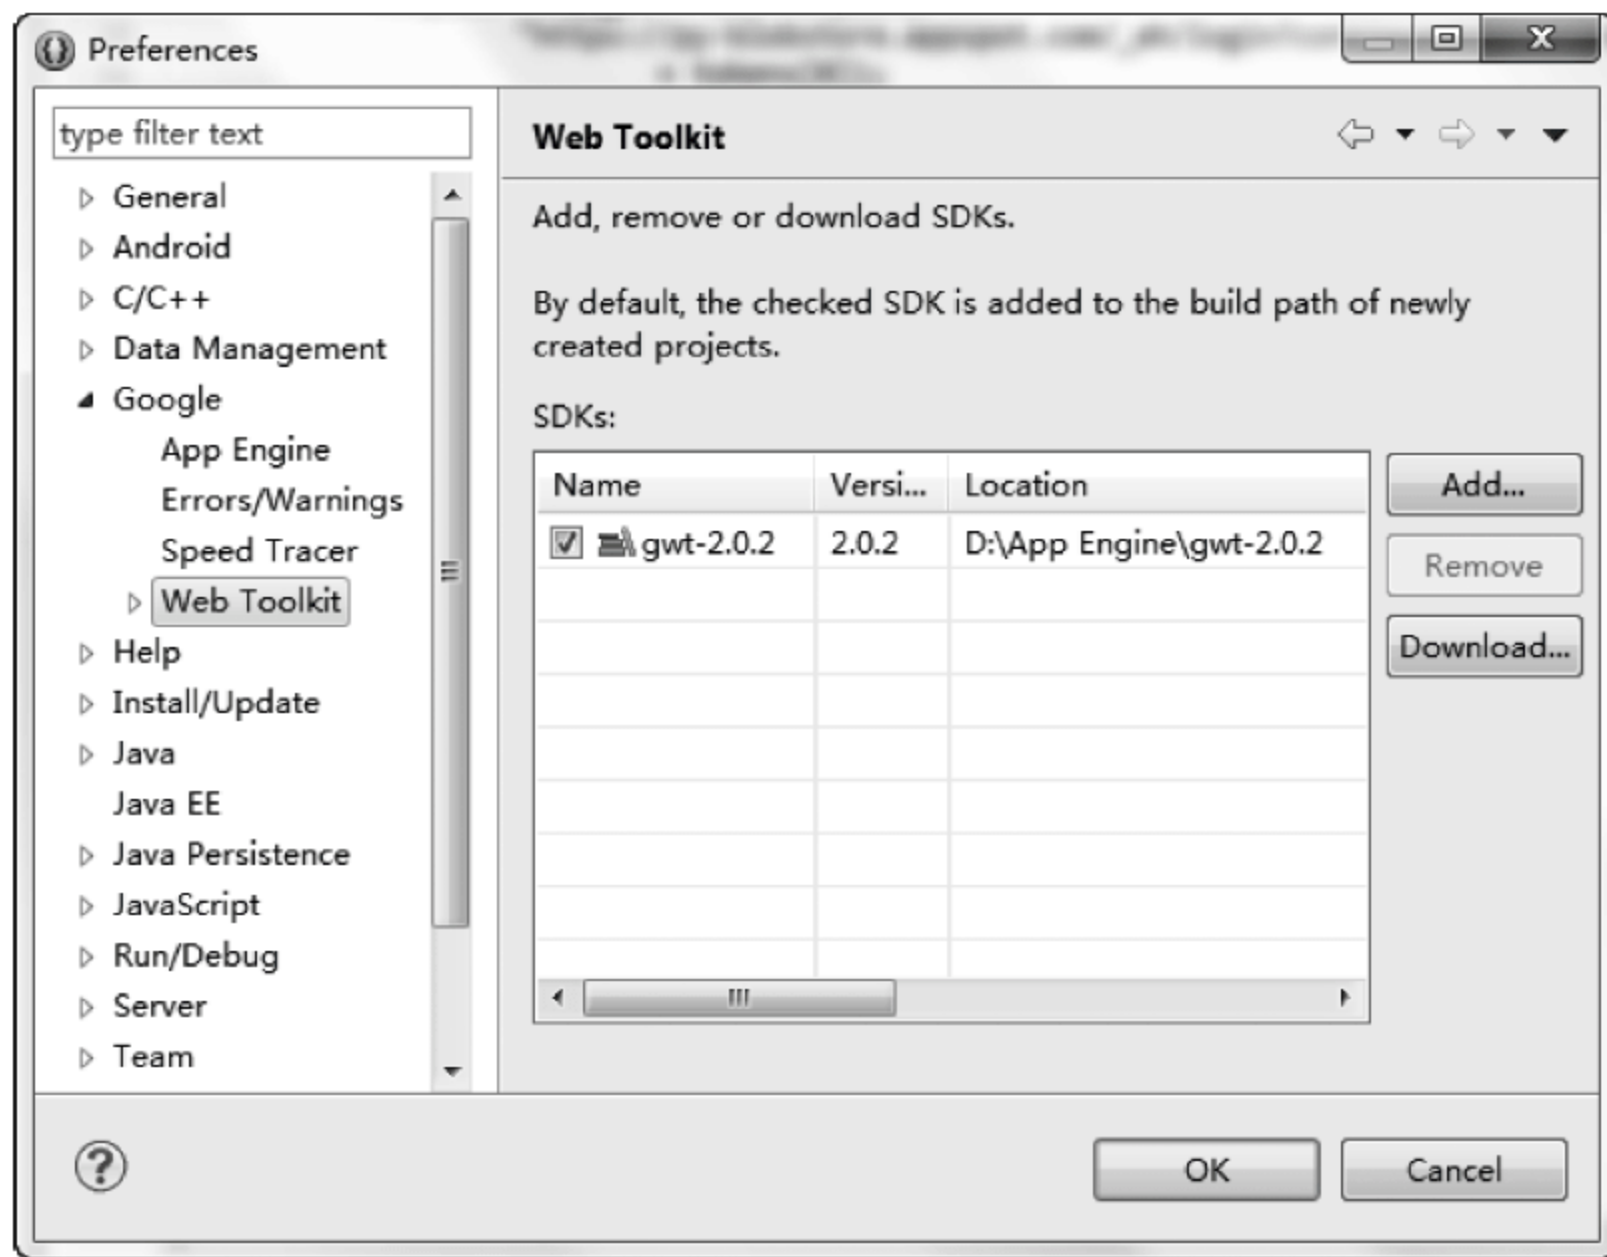 Preferences
type filter text
General
Android
C/C++
Data Management
Google
App Engine
Errors/Warnings
Speed Tracer
Web Toolkit
Help
Install/Update
Java
Java EE
Java Persistence
JavaScript
Run/Debug
Server
Team
Web Toolkit
Add, remove or download SDKs.
By default, the checked SDK is added to the build path of newly
created projects.
SDKs:
Name Versi... Location
gwt-2.0.2 2.0.2 D:\App Engine\gwt-2.0.2
Add...
Remove
Download...
OK Cancel